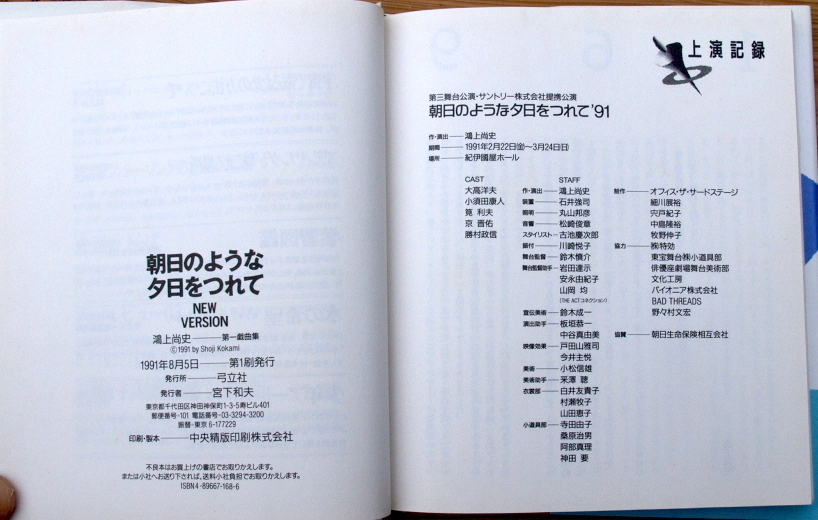 朝日のような
夕日をつれて
NEW
VERSION
鴻上尚史──第一戯曲集
©1991 by Shoji Kokami
1991年8月5日──第1刷発行
発行所──弓立社
発行者──宮下和夫
東京都千代田区神田神保町1-3-5寿ビル401
郵便番号-101 電話番号-03-3294-3200
振替-東京 6-177229
印刷・製本──中央精版印刷株式会社
不良本はお買上げの書店でお取りかえします。
または小社へお送り下されば、送料小社負担でお取りかえします。
ISBN4-89667-168-6
上演記録
第三舞台公演・サントリー株式会社提携公演
朝日のような夕日をつれて'91
作・演出──鴻上尚史
期間──1991年2月22日(金)〜3月24日(日)
場所──紀伊國屋ホール
CAST
大高洋夫
小須田康人
筧 利夫
京 晋佑
勝村政信
STAFF
作・演出──鴻上尚史
装置──石井強司
照明──丸山邦彦
音響──松崎俊章
スタイリスト──古池慶次郎
振付──川崎悦子
舞台監督──鈴木慎介
舞台監督助手──岩田達示
安永由紀子
山岡 均
(THE ACTコネクション)
宣伝美術──鈴木成一
演出助手──板垣恭一
中谷真由美
映像効果──戸田山雅司
今井主悦
美術──小松信雄
美術助手──釆澤 聰
衣裳部──白井友貴子
村瀬牧子
山田恵子
小道具部──寺田由子
桑原治男
阿部真理
神田 要
制作──オフィス・ザ・サードステージ
細川展裕
宍戸紀子
中島隆裕
牧野伸子
協力──㈱特効
東宝舞台㈱小道具部
俳優座劇場舞台美術部
文化工房
パイオニア株式会社
BAD THREADS
野々村文宏
協賛──朝日生命保険相互会社